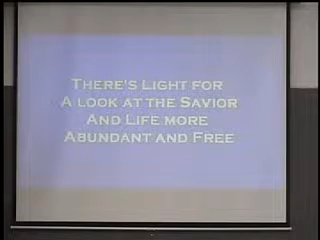 There's Light for
A look at the Savior
And Life more
Abundant and Free